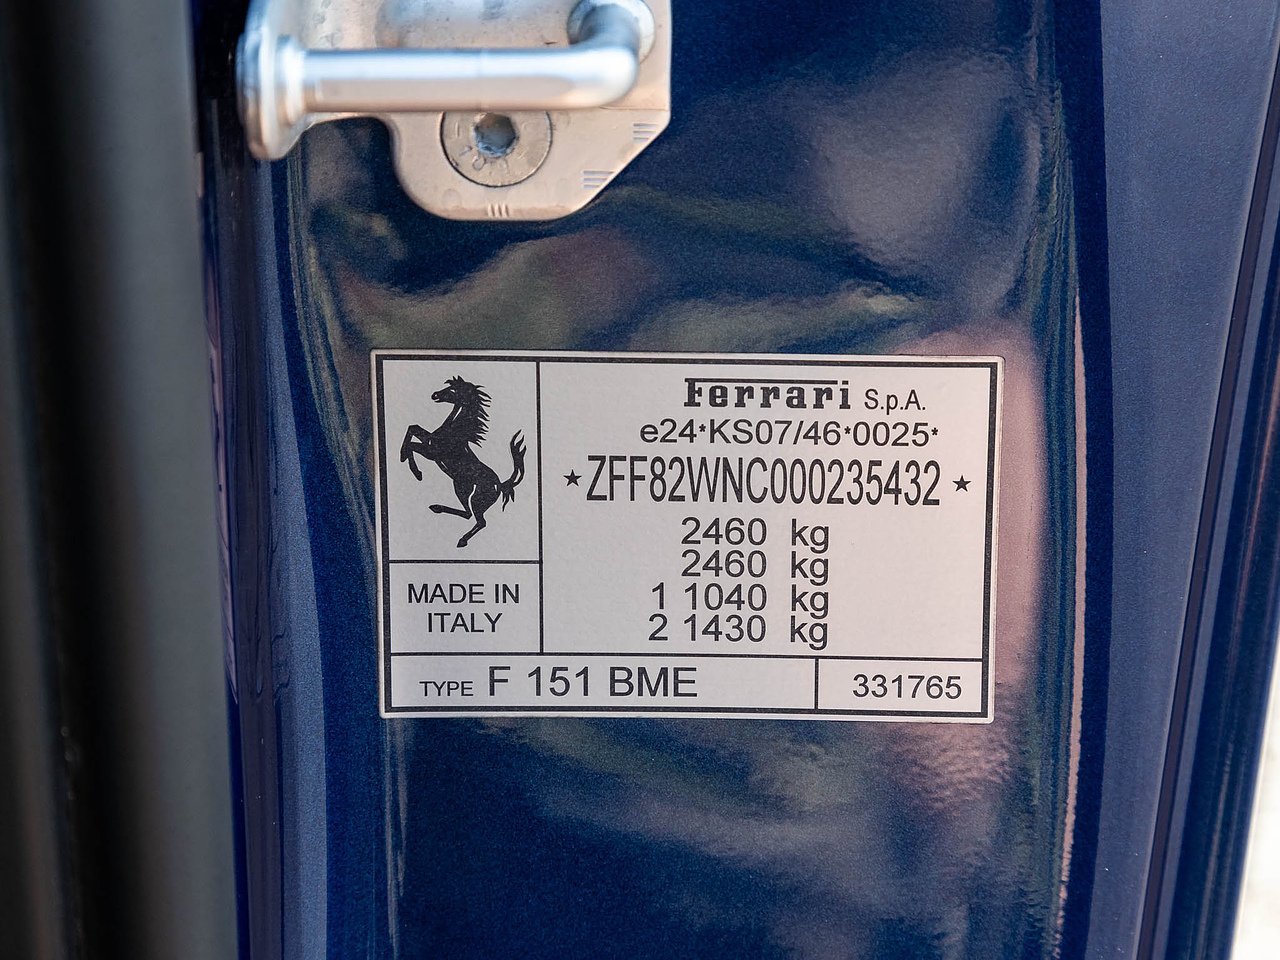 Ferrari S.p.A.
e24*KS07/46*0025*
★ZFF82WNC000235432★
2460 kg
2460 kg
1 1040 kg
2 1430 kg
MADE IN
ITALY
TYPE F 151 BME
331765